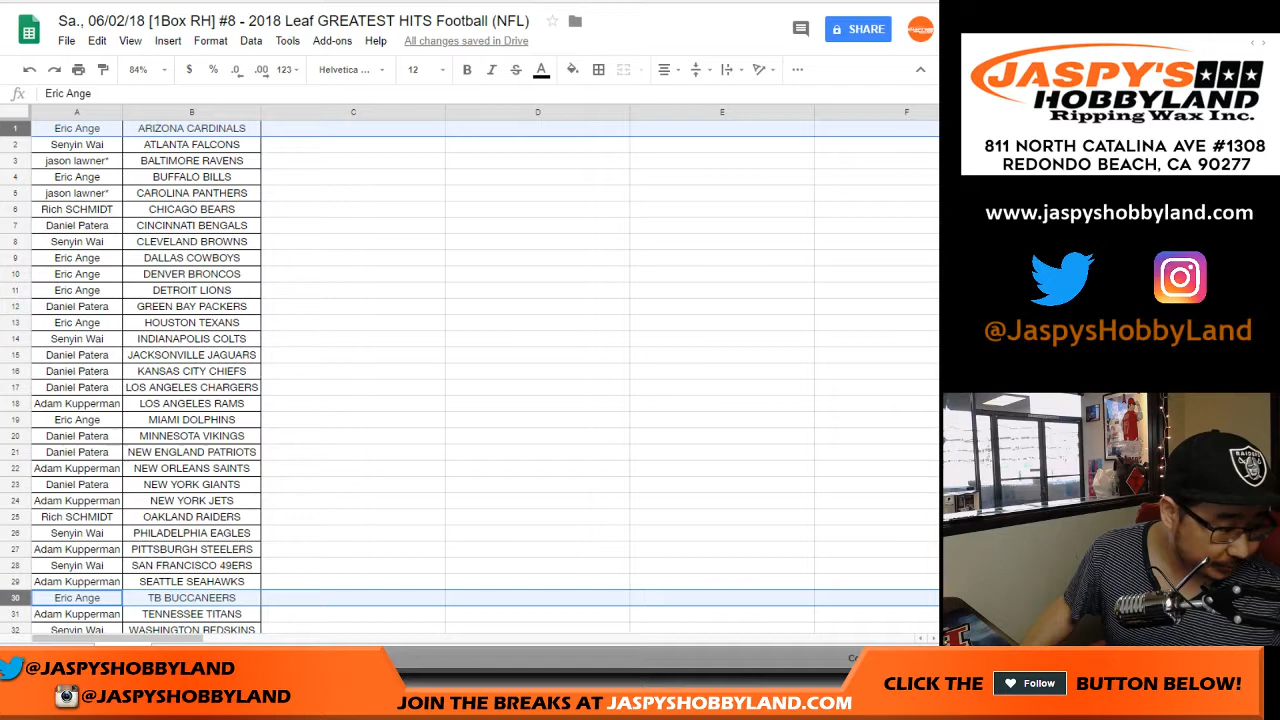 Sa., 06/02/18 [1Box RH] #8 - 2018 Leaf GREATEST HITS Football (NFL)
File Edit View Insert Format Data Tools Add-ons Help All changes saved in Drive
SHARE
84% $ % .0 .00 123 Helvetica ... 12 B I S A
fx Eric Ange
A B C D E F
1 Eric Ange ARIZONA CARDINALS
2 Senyin Wai ATLANTA FALCONS
3 jason lawner* BALTIMORE RAVENS
4 Eric Ange BUFFALO BILLS
5 jason lawner* CAROLINA PANTHERS
6 Rich SCHMIDT CHICAGO BEARS
7 Daniel Patera CINCINNATI BENGALS
8 Senyin Wai CLEVELAND BROWNS
9 Eric Ange DALLAS COWBOYS
10 Eric Ange DENVER BRONCOS
11 Eric Ange DETROIT LIONS
12 Daniel Patera GREEN BAY PACKERS
13 Eric Ange HOUSTON TEXANS
14 Senyin Wai INDIANAPOLIS COLTS
15 Daniel Patera JACKSONVILLE JAGUARS
16 Daniel Patera KANSAS CITY CHIEFS
17 Daniel Patera LOS ANGELES CHARGERS
18 Adam Kupperman LOS ANGELES RAMS
19 Eric Ange MIAMI DOLPHINS
20 Daniel Patera MINNESOTA VIKINGS
21 Daniel Patera NEW ENGLAND PATRIOTS
22 Adam Kupperman NEW ORLEANS SAINTS
23 Daniel Patera NEW YORK GIANTS
24 Adam Kupperman NEW YORK JETS
25 Rich SCHMIDT OAKLAND RAIDERS
26 Senyin Wai PHILADELPHIA EAGLES
27 Adam Kupperman PITTSBURGH STEELERS
28 Senyin Wai SAN FRANCISCO 49ERS
29 Adam Kupperman SEATTLE SEAHAWKS
30 Eric Ange TB BUCCANEERS
31 Adam Kupperman TENNESSEE TITANS
32 Senyin Wai WASHINGTON REDSKINS
JASPY'S
HOBBYLAND
Ripping Wax Inc.
811 NORTH CATALINA AVE #1308
REDONDO BEACH, CA 90277
www.jaspyshobbyland.com
@JaspysHobbyLand
RAIDERS
@JASPYSHOBBYLAND
@JASPYSHOBBYLAND
JOIN THE BREAKS AT JASPYSHOBBYLAND.COM
CLICK THE Follow BUTTON BELOW!